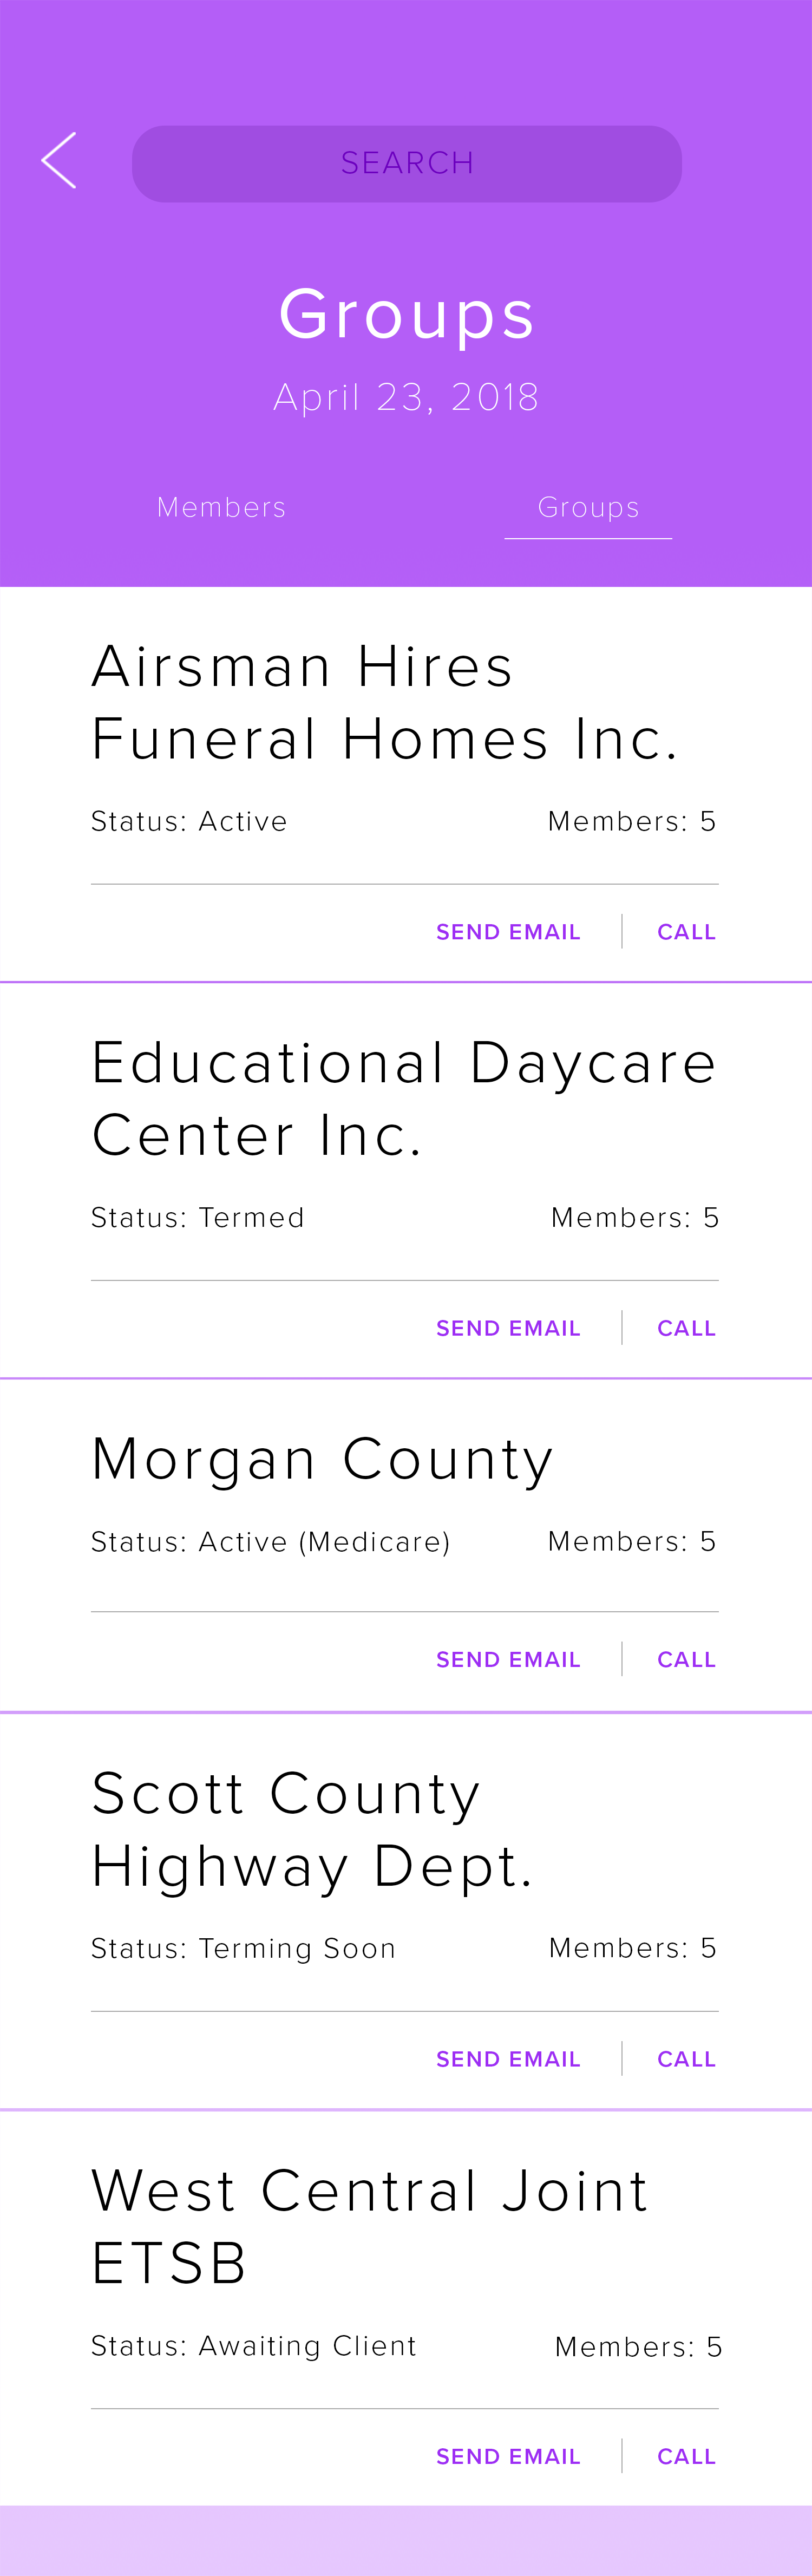 SEARCH
Groups
April 23, 2018
Members Groups
Airsman Hires
Funeral Homes Inc.
Status: Active Members: 5
SEND EMAIL CALL
Educational Daycare
Center Inc.
Status: Termed Members: 5
SEND EMAIL CALL
Morgan County
Status: Active (Medicare) Members: 5
SEND EMAIL CALL
Scott County
Highway Dept.
Status: Terming Soon Members: 5
SEND EMAIL CALL
West Central Joint
ETSB
Status: Awaiting Client Members: 5
SEND EMAIL CALL